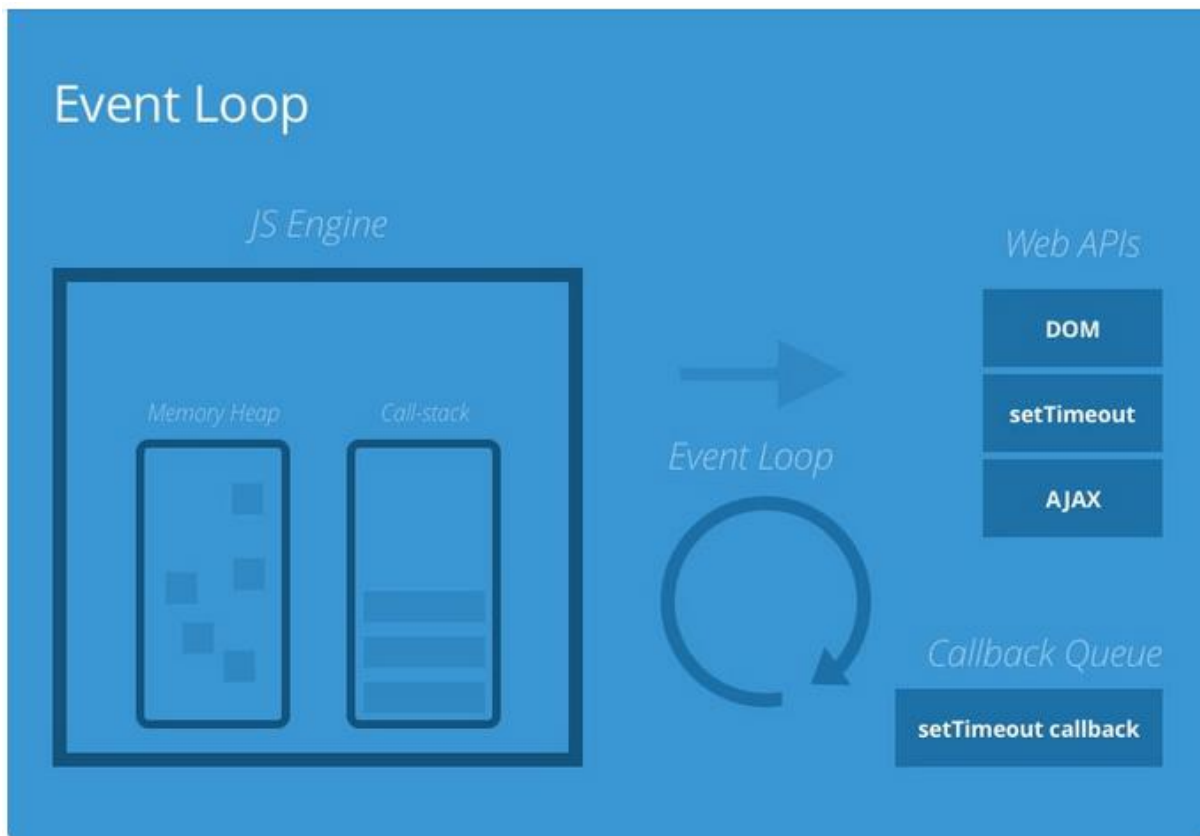 Event Loop
JS Engine
Web APIs
DOM
Memory Heap
Call-stack
setTimeout
Event Loop
AJAX
Callback Queue
setTimeout callback